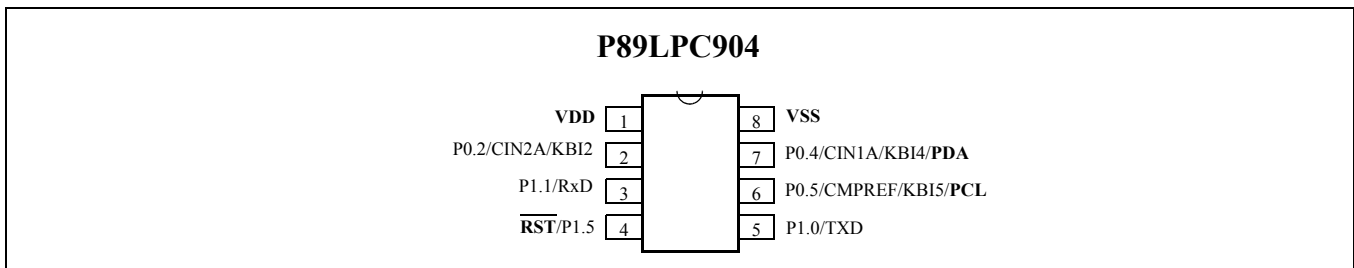 P89LPC904
VDD 1 8 VSS
P0.2/CIN2A/KBI2 2 7 P0.4/CIN1A/KBI4/PDA
P1.1/RxD 3 6 P0.5/CMPREF/KBI5/PCL
RST/P1.5 4 5 P1.0/TXD